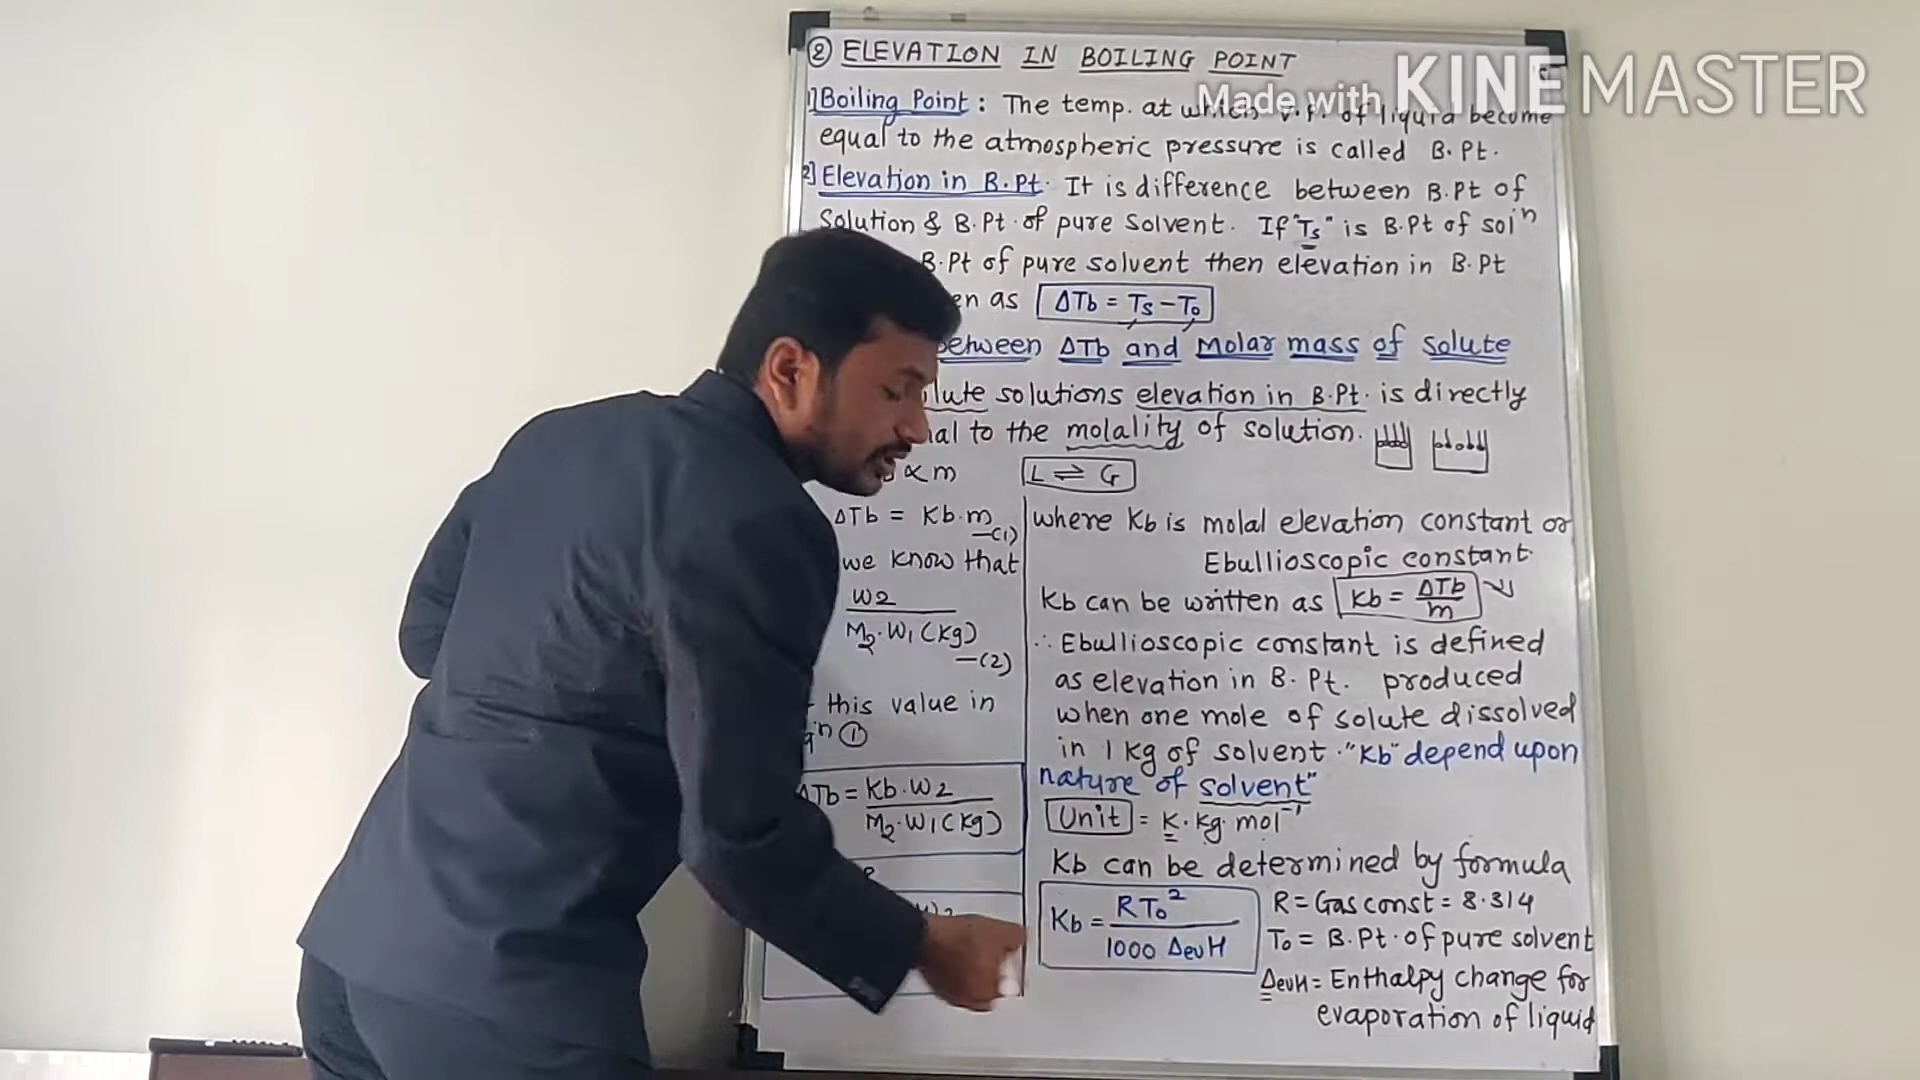 ② ELEVATION IN BOILING POINT
Made with KINEMASTER
1] Boiling Point : The temp. at which v.p. of liquid become
equal to the atmospheric pressure is called B.Pt.
2] Elevation in B.Pt. It is difference between B.Pt of
Solution & B.Pt. of pure solvent. If "Ts" is B.Pt of solⁿ
B.Pt of pure solvent then elevation in B.Pt
as ΔTb = Ts - T₀
between ΔTb and Molar mass of solute
solutions elevation in B.Pt. is directly
to the molality of solution.
∝ m
L ⇌ G
ΔTb = Kb.m —(1)
we know that
W2
M₂.W₁(Kg) —(2)
this value in
①
ΔTb = Kb.W2
M₂.W₁(Kg)
where Kb is molal elevation constant or
Ebullioscopic constant.
Kb can be written as Kb = ΔTb/m
∴ Ebullioscopic constant is defined
as elevation in B.Pt. produced
when one mole of solute dissolved
in 1 kg of solvent. "Kb" depend upon
nature of solvent"
Unit = K.kg.mol⁻¹
Kb can be determined by formula
Kb = RT₀²
1000 ΔevH
R = Gas const = 8.314
T₀ = B.Pt. of pure solvent
ΔevH = Enthalpy change for
evaporation of liquid